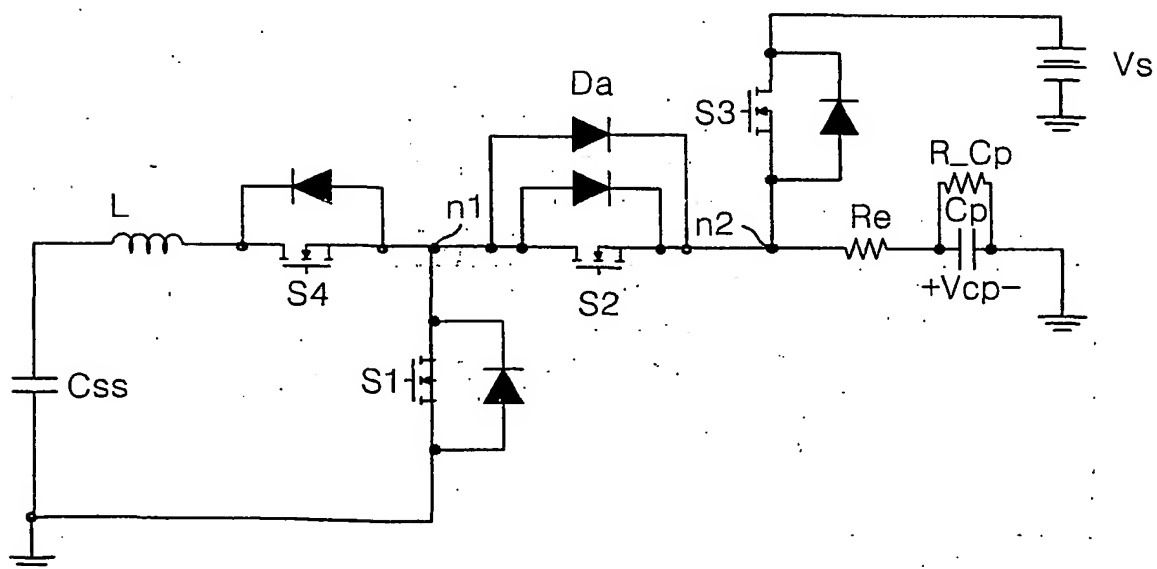 Da
Vs
S3
R_Cp
L
n1
n2
Re
Cp
S4
S2
+Vcp-
Css
S1